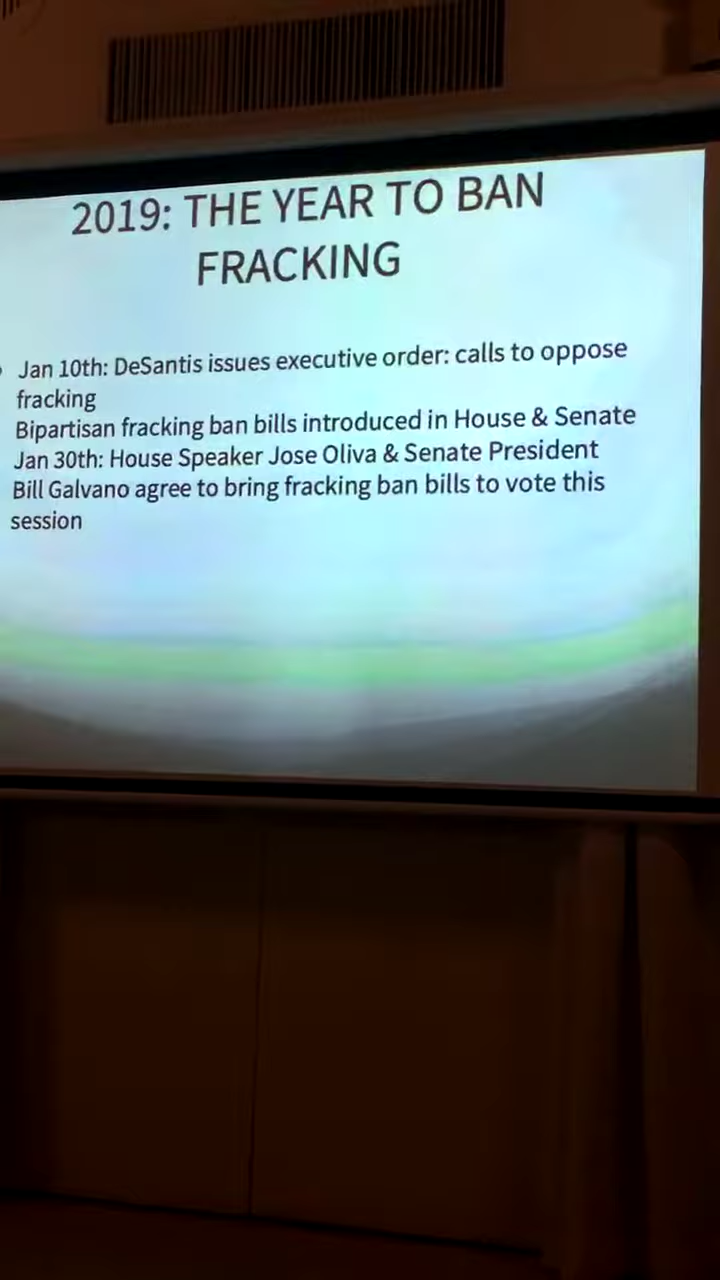 2019: THE YEAR TO BAN
FRACKING
Jan 10th: DeSantis issues executive order: calls to oppose
fracking
Bipartisan fracking ban bills introduced in House & Senate
Jan 30th: House Speaker Jose Oliva & Senate President
Bill Galvano agree to bring fracking ban bills to vote this
session